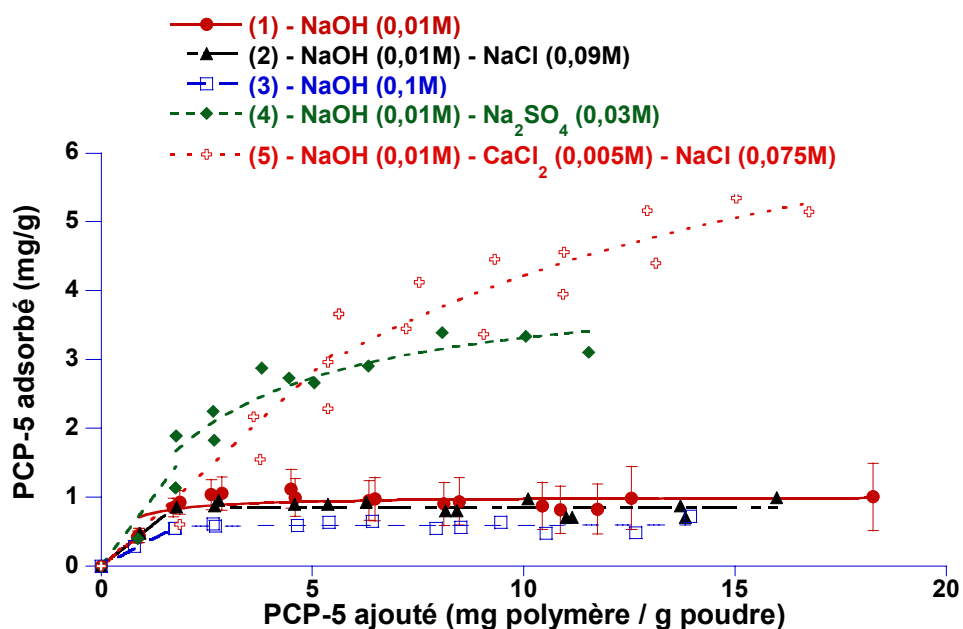 (1) - NaOH (0,01M)
(2) - NaOH (0,01M) - NaCl (0,09M)
(3) - NaOH (0,1M)
(4) - NaOH (0,01M) - Na₂SO₄ (0,03M)
(5) - NaOH (0,01M) - CaCl₂ (0,005M) - NaCl (0,075M)
PCP-5 adsorbé (mg/g)
6
5
4
3
2
1
0
0 5 10 15 20
PCP-5 ajouté (mg polymère / g poudre)